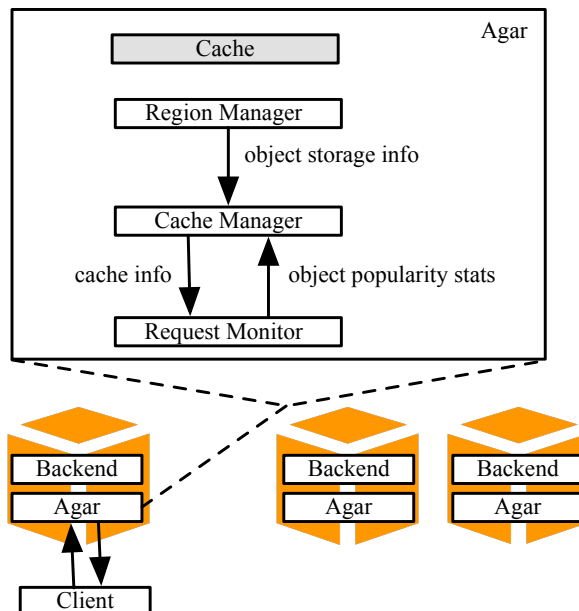 Agar
Cache
Region Manager
object storage info
Cache Manager
cache info
object popularity stats
Request Monitor
Backend
Backend
Backend
Agar
Agar
Agar
Client